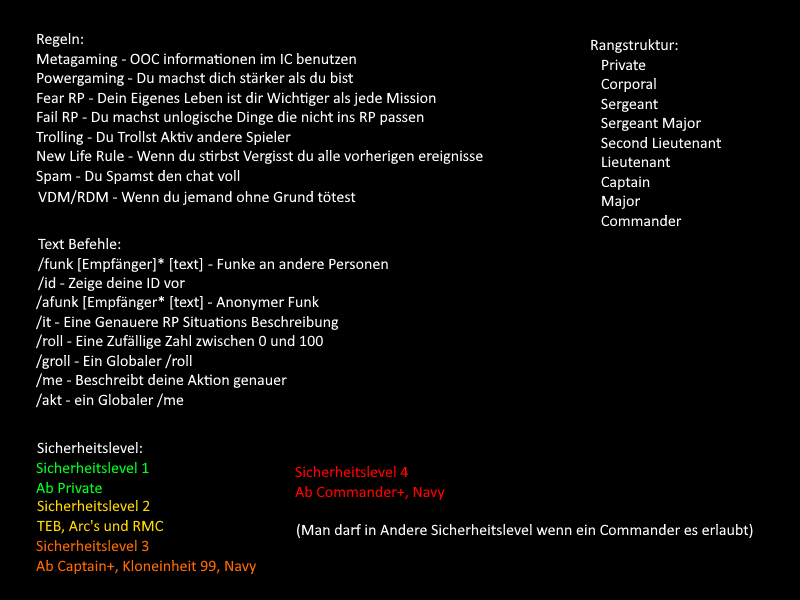 Regeln:
Metagaming - OOC informationen im IC benutzen
Powergaming - Du machst dich stärker als du bist
Fear RP - Dein Eigenes Leben ist dir Wichtiger als jede Mission
Fail RP - Du machst unlogische Dinge die nicht ins RP passen
Trolling - Du Trollst Aktiv andere Spieler
New Life Rule - Wenn du stirbst Vergisst du alle vorherigen ereignisse
Spam - Du Spamst den chat voll
VDM/RDM - Wenn du jemand ohne Grund tötest
Rangstruktur:
Private
Corporal
Sergeant
Sergeant Major
Second Lieutenant
Lieutenant
Captain
Major
Commander
Text Befehle:
/funk [Empfänger]* [text] - Funke an andere Personen
/id - Zeige deine ID vor
/afunk [Empfänger* [text] - Anonymer Funk
/it - Eine Genauere RP Situations Beschreibung
/roll - Eine Zufällige Zahl zwischen 0 und 100
/groll - Ein Globaler /roll
/me - Beschreibt deine Aktion genauer
/akt - ein Globaler /me
Sicherheitslevel:
Sicherheitslevel 1
Ab Private
Sicherheitslevel 2
TEB, Arc's und RMC
Sicherheitslevel 3
Ab Captain+, Kloneinheit 99, Navy
Sicherheitslevel 4
Ab Commander+, Navy
(Man darf in Andere Sicherheitslevel wenn ein Commander es erlaubt)